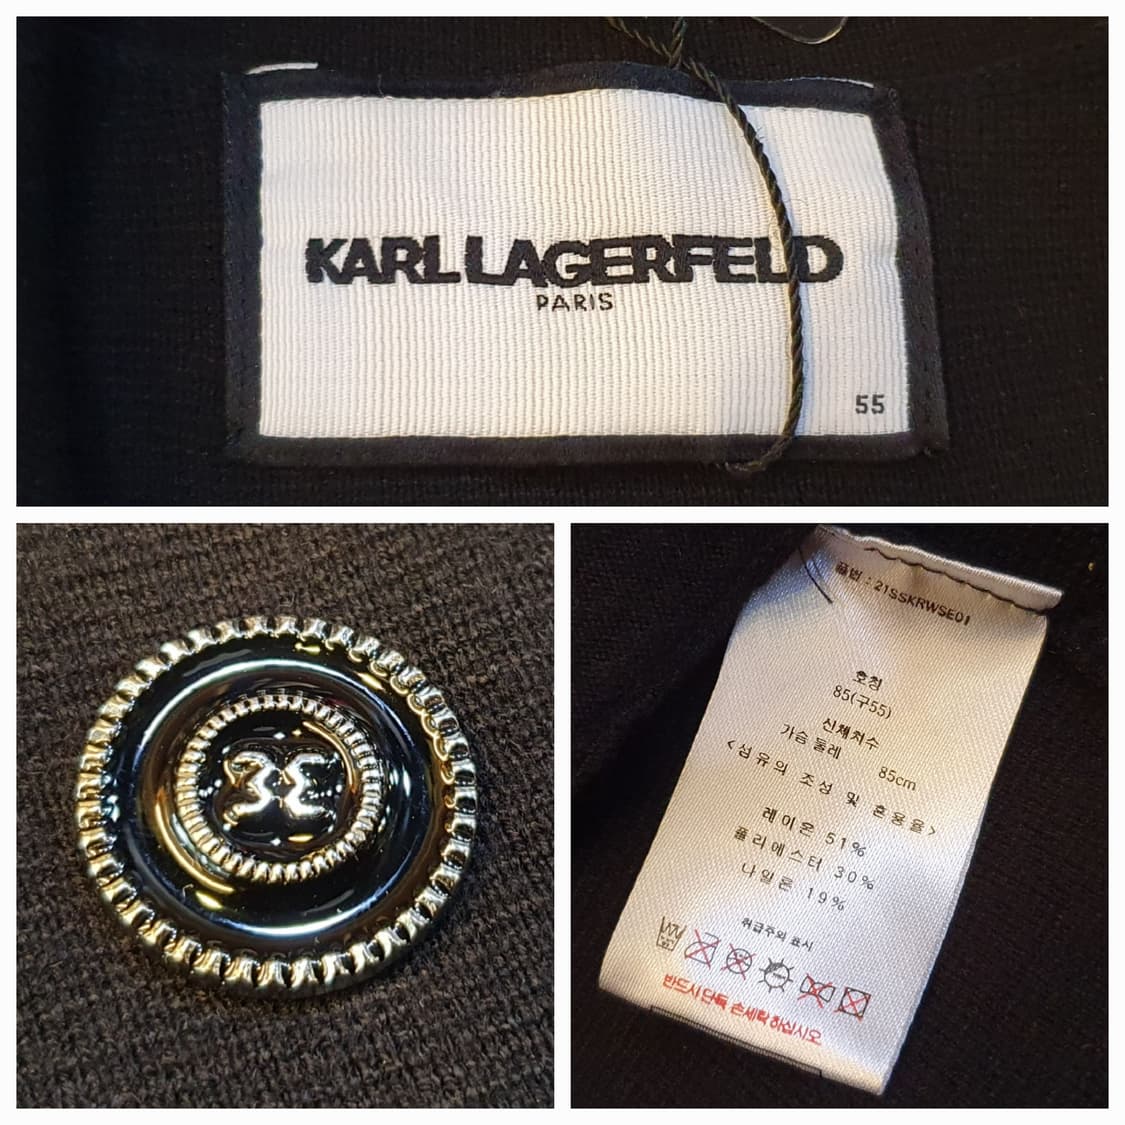 KARL LAGERFELD
PARIS
55
품번 : 21SSKRWSE01
호칭
85(구55)
신체치수
가슴둘레 85cm
<섬유의 조성 및 혼용율>
레이온 51%
폴리에스터 30%
나일론 19%
취급주의 표시
반드시 단독 손세탁 하십시오